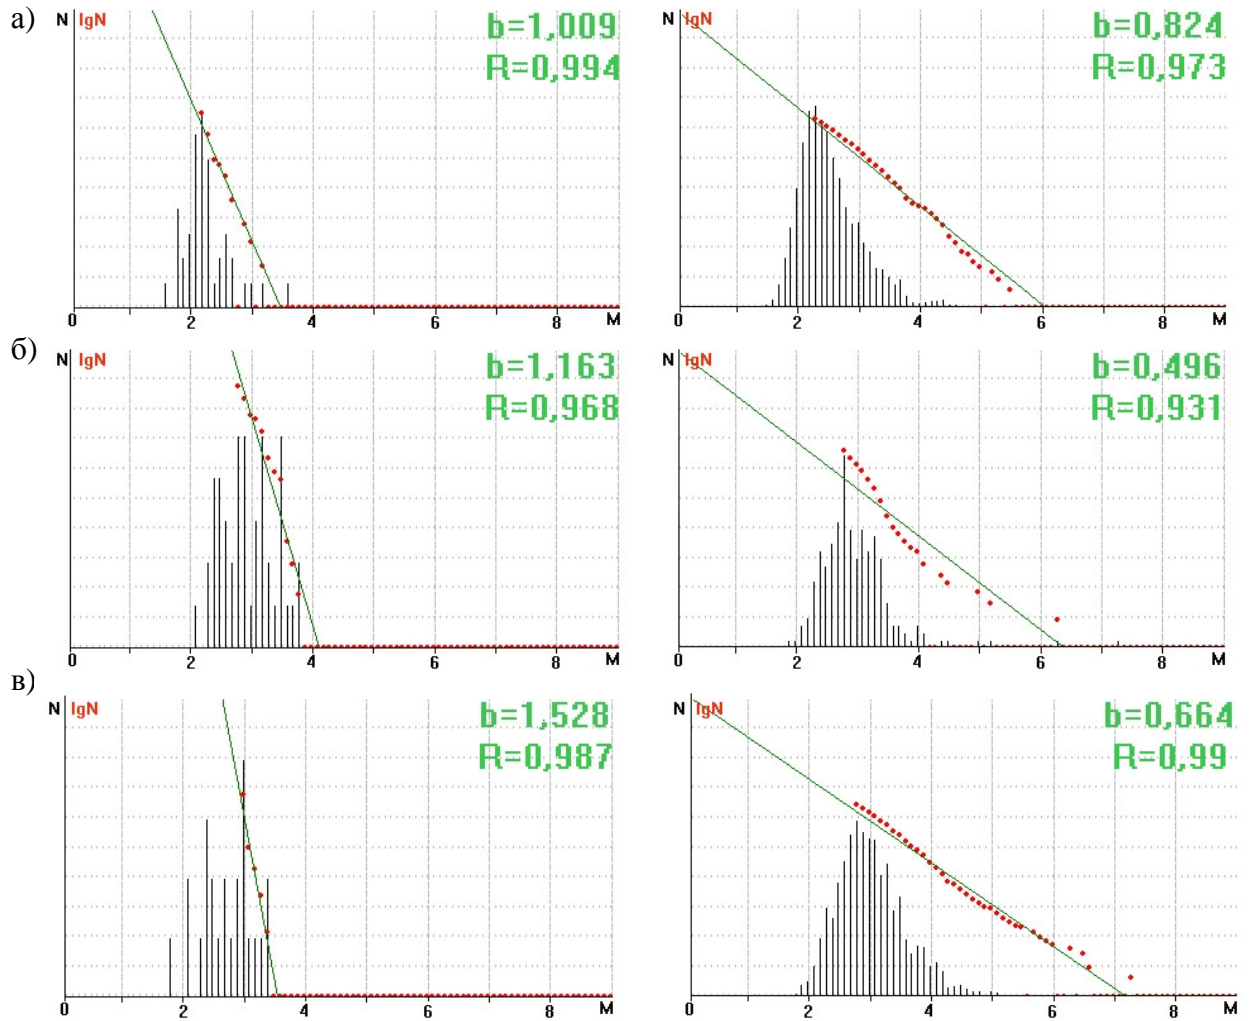 а)
N lgN
b=1,009
R=0,994
0 2 4 6 8 M
N lgN
b=0,824
R=0,973
0 2 4 6 8 M
б)
N lgN
b=1,163
R=0,968
0 2 4 6 8 M
N lgN
b=0,496
R=0,931
0 2 4 6 8 M
в)
N lgN
b=1,528
R=0,987
0 2 4 6 8 M
N lgN
b=0,664
R=0,99
0 2 4 6 8 M